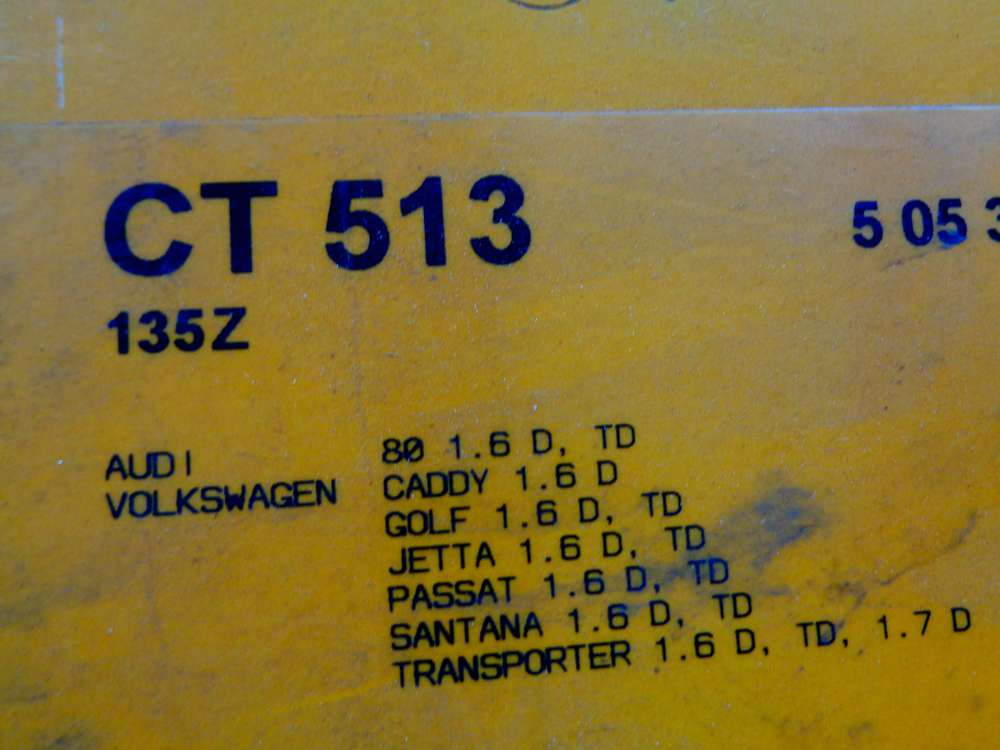 CT 513
5 05 3
135Z
AUDI 80 1.6 D, TD
VOLKSWAGEN CADDY 1.6 D
GOLF 1.6 D, TD
JETTA 1.6 D, TD
PASSAT 1.6 D, TD
SANTANA 1.6 D, TD
TRANSPORTER 1.6 D, TD, 1.7 D